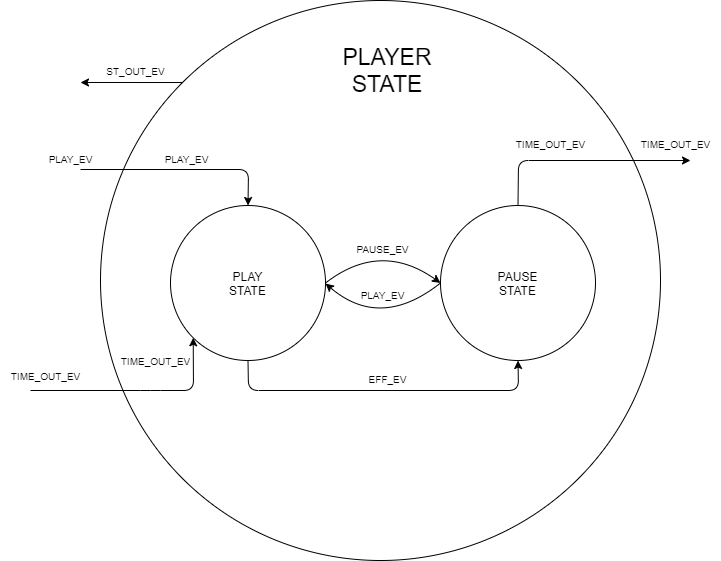 PLAYER
STATE
ST_OUT_EV
TIME_OUT_EV
TIME_OUT_EV
PLAY_EV
PLAY_EV
PAUSE_EV
PLAY
STATE
PAUSE
STATE
PLAY_EV
TIME_OUT_EV
TIME_OUT_EV
EFF_EV